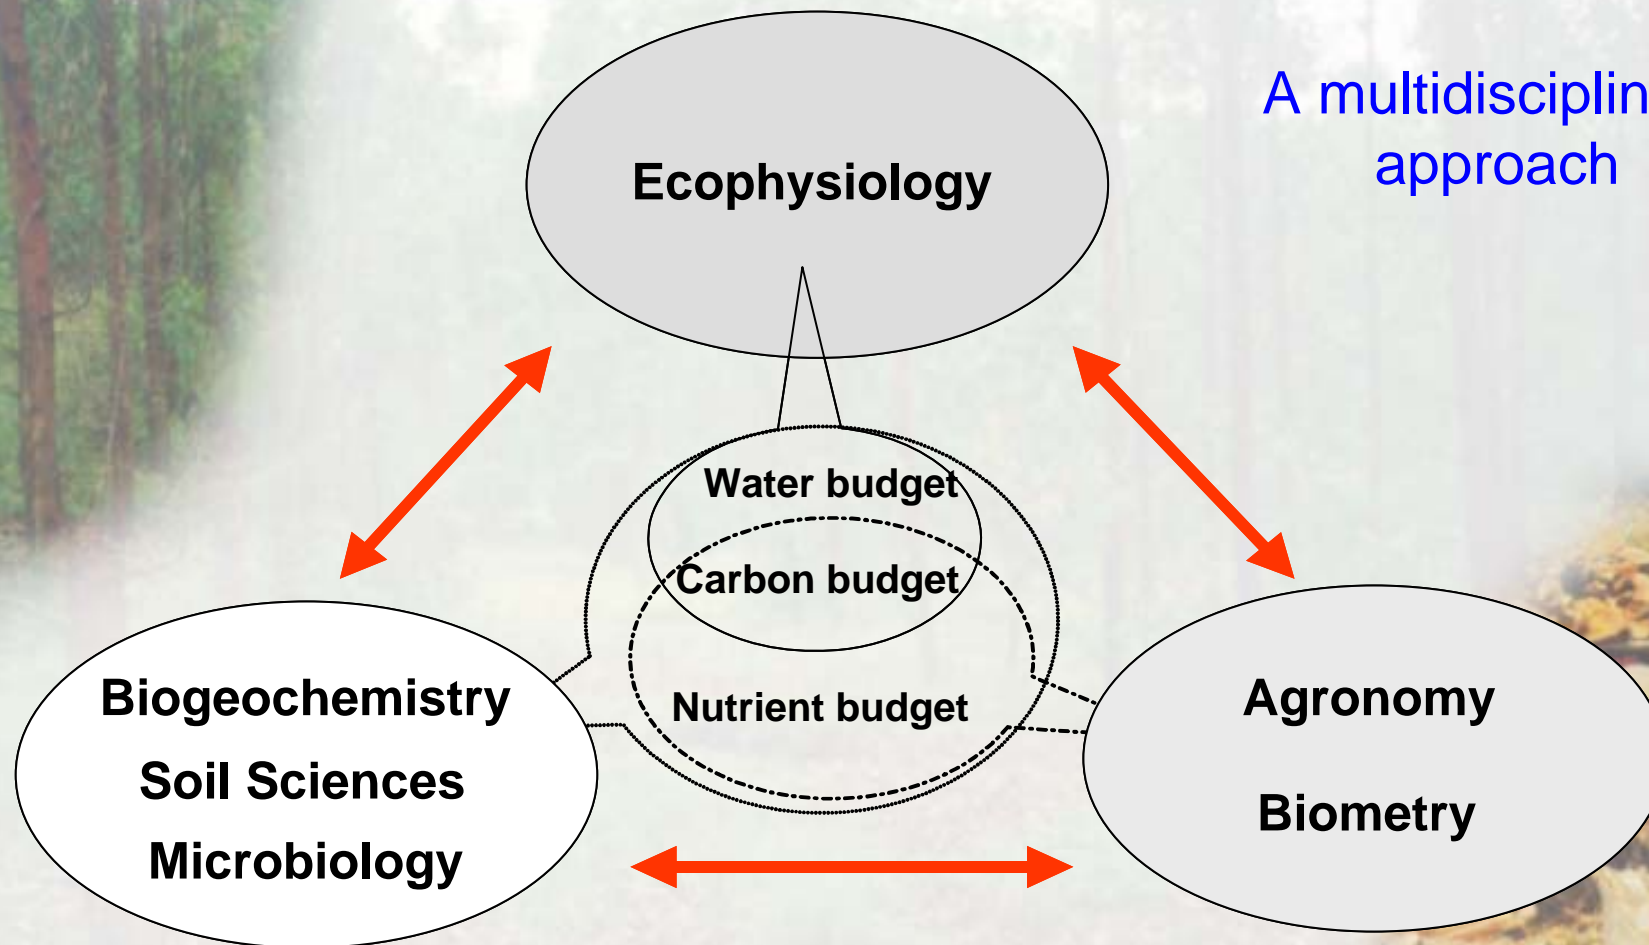 A multidisciplin
approach
Ecophysiology
Water budget
Carbon budget
Nutrient budget
Biogeochemistry
Soil Sciences
Microbiology
Agronomy
Biometry